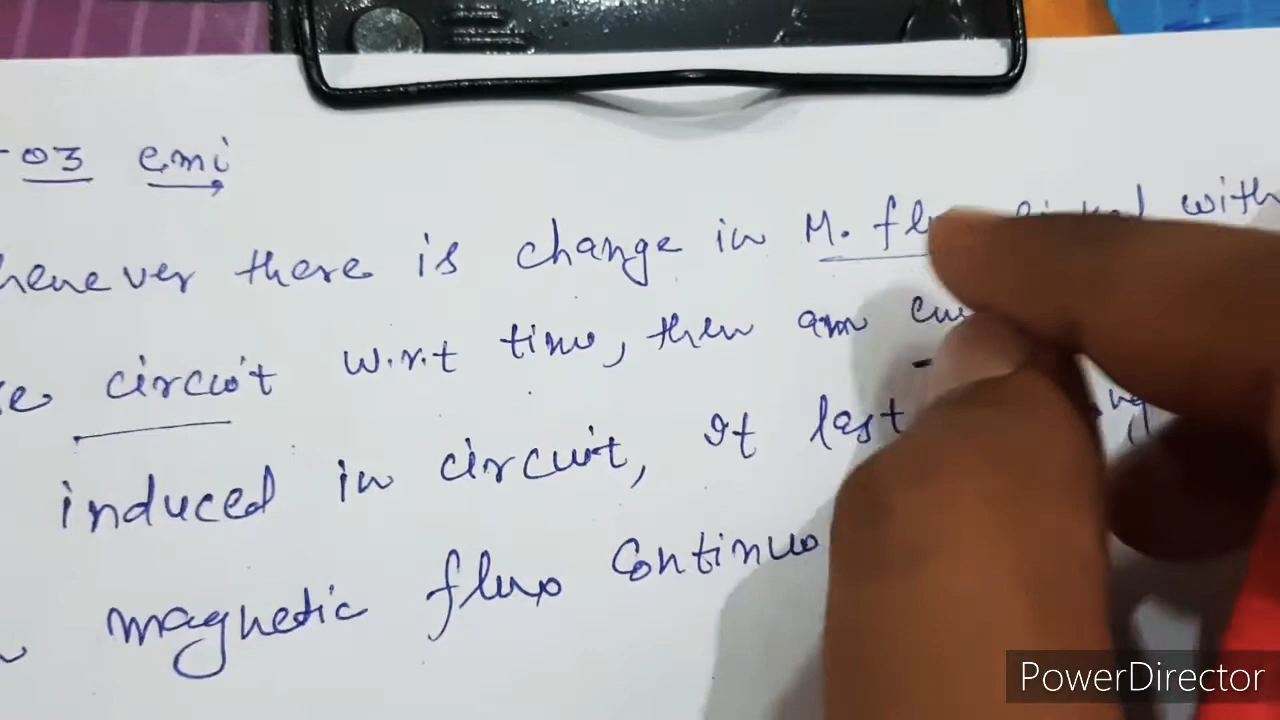 -03 emi
henever there is change in M. fl with
circuit w.r.t time, then am
induced in circuit, It last
magnetic flux Continuo
PowerDirector